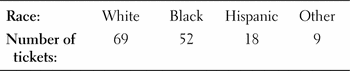 Race: White Black Hispanic Other
Number of 69 52 18 9
tickets: